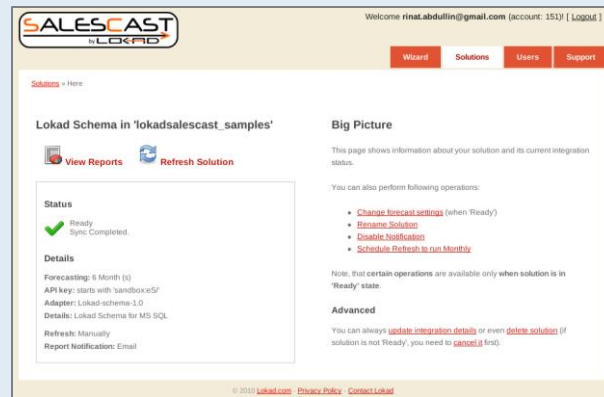 SALESCAST
by LOKAD
Welcome rinat.abdullin@gmail.com (account: 151)! [ Logout ]
Wizard Solutions Users Support
Solutions » Here
Lokad Schema in 'lokadsalescast_samples'
View Reports Refresh Solution
Status
Ready
Sync Completed.
Details
Forecasting: 6 Month (s)
API key: starts with 'sandbox:eS/'
Adapter: Lokad-schema-1.0
Details: Lokad Schema for MS SQL
Refresh: Manually
Report Notification: Email
Big Picture
This page shows information about your solution and its current integration
status.
You can also perform following operations:
Change forecast settings (when 'Ready')
Rename Solution
Disable Notification
Schedule Refresh to run Monthly
Note, that certain operations are available only when solution is in
'Ready' state.
Advanced
You can always update integration details or even delete solution (if
solution is not 'Ready', you need to cancel it first).
© 2010 Lokad.com - Privacy Policy - Contact Lokad